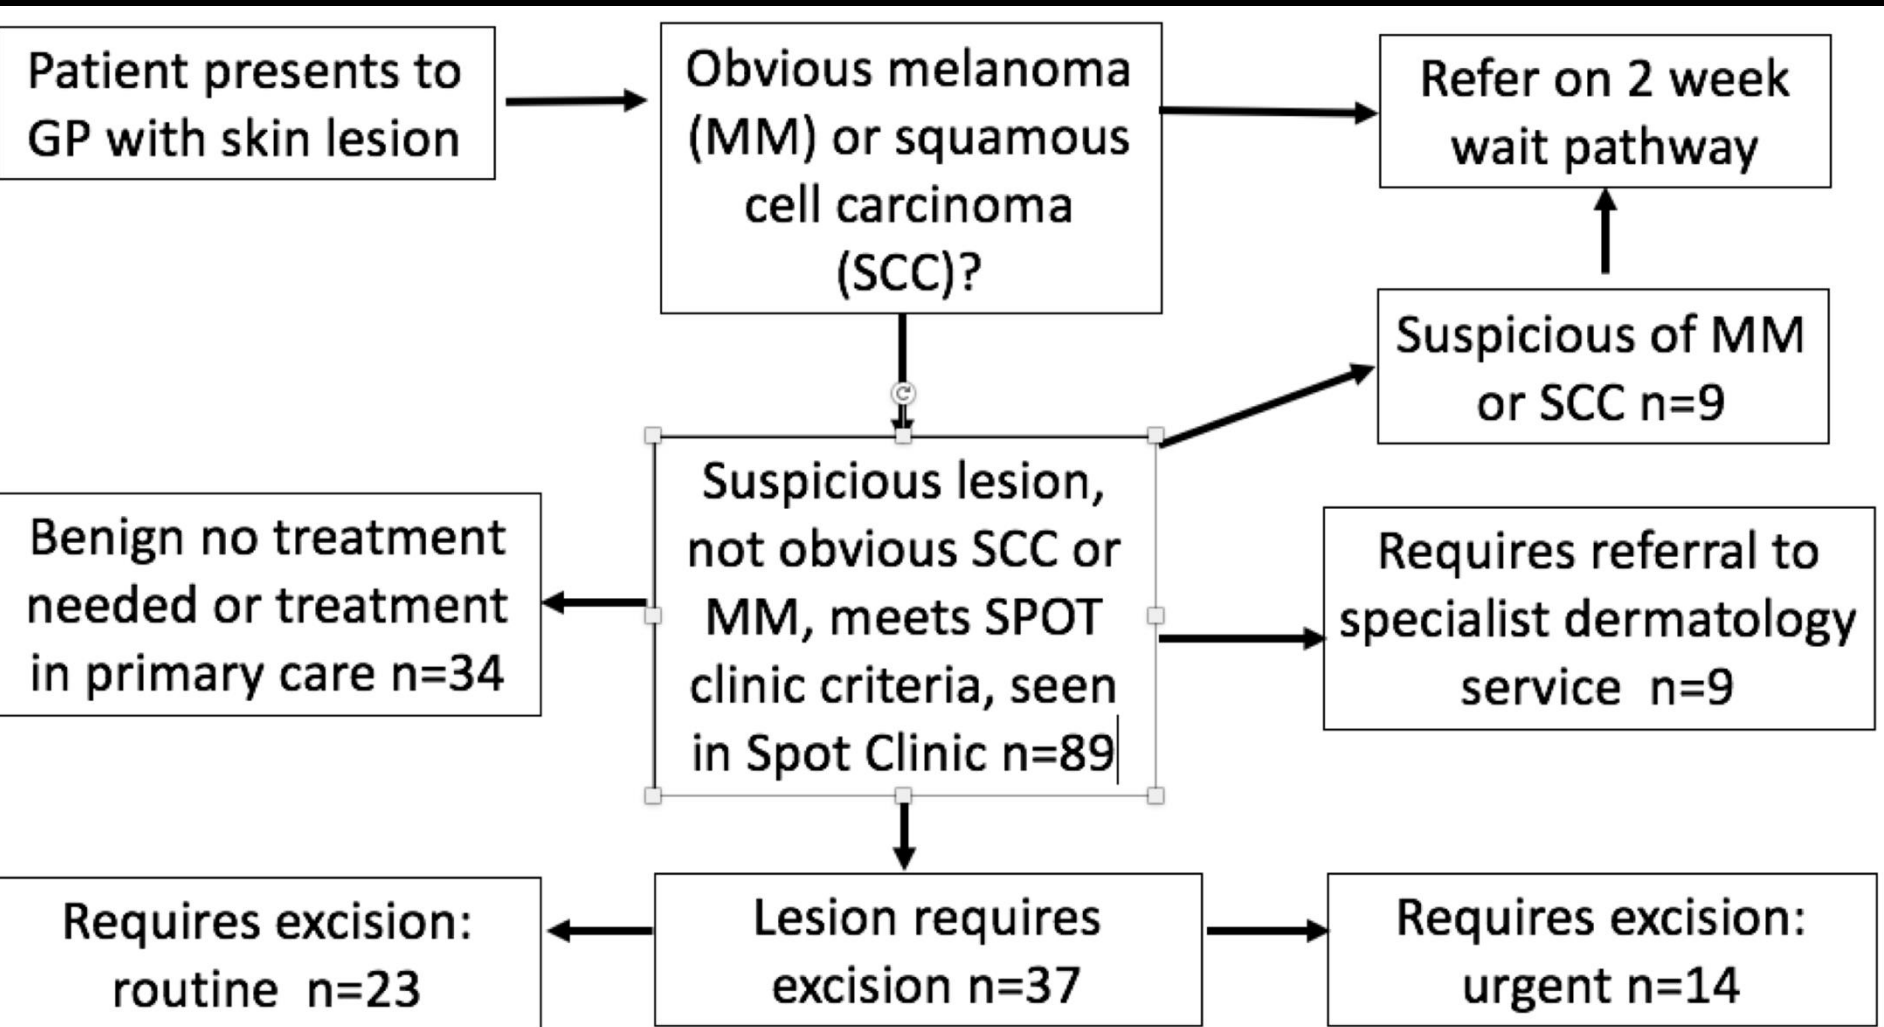 Patient presents to
GP with skin lesion
Obvious melanoma
(MM) or squamous
cell carcinoma
(SCC)?
Refer on 2 week
wait pathway
Suspicious of MM
or SCC n=9
Benign no treatment
needed or treatment
in primary care n=34
Suspicious lesion,
not obvious SCC or
MM, meets SPOT
clinic criteria, seen
in Spot Clinic n=89
Requires referral to
specialist dermatology
service n=9
Requires excision:
routine n=23
Lesion requires
excision n=37
Requires excision:
urgent n=14